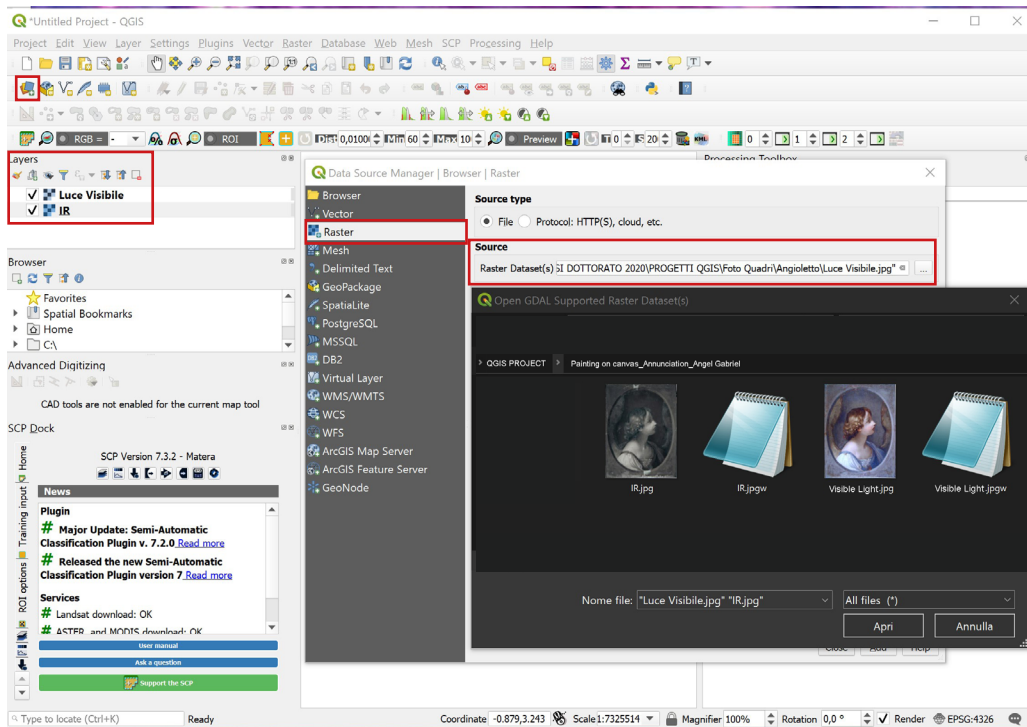 *Untitled Project - QGIS
Project Edit View Layer Settings Plugins Vector Raster Database Web Mesh SCP Processing Help
RGB = - ROI Dist 0,0100 Min 60 Max 10 Preview T 0 S 20 KML 0 1 2
Layers
Luce Visibile
IR
Browser
Favorites
Spatial Bookmarks
Home
C:\
Advanced Digitizing
CAD tools are not enabled for the current map tool
SCP Dock
Home
Training input
ROI options
SCP Version 7.3.2 - Matera
News
Plugin
# Major Update: Semi-Automatic
Classification Plugin v. 7.2.0 Read more
# Released the new Semi-Automatic
Classification Plugin version 7 Read more
Services
# Landsat download: OK
# ASTER and MODIS download: OK
User manual
Ask a question
Support the SCP
Data Source Manager | Browser | Raster
Browser
Vector
Raster
Mesh
Delimited Text
GeoPackage
SpatiaLite
PostgreSQL
MSSQL
DB2
Virtual Layer
WMS/WMTS
WCS
WFS
ArcGIS Map Server
ArcGIS Feature Server
GeoNode
Source type
File Protocol: HTTP(S), cloud, etc.
Source
Raster Dataset(s) SI DOTTORATO 2020\PROGETTI QGIS\Foto Quadri\Angioletto\Luce Visibile.jpg" ...
Processing Toolbox
Open GDAL Supported Raster Dataset(s)
> QGIS PROJECT > Painting on canvas_Annunciation_Angel Gabriel
IR.jpg IR.jpgw Visible Light.jpg Visible Light.jpgw
Nome file: "Luce Visibile.jpg" "IR.jpg" All files (*)
Apri Annulla
Close Add Help
Type to locate (Ctrl+K) Ready Coordinate -0.879,3.243 Scale 1:7325514 Magnifier 100% Rotation 0,0 ° Render EPSG:4326